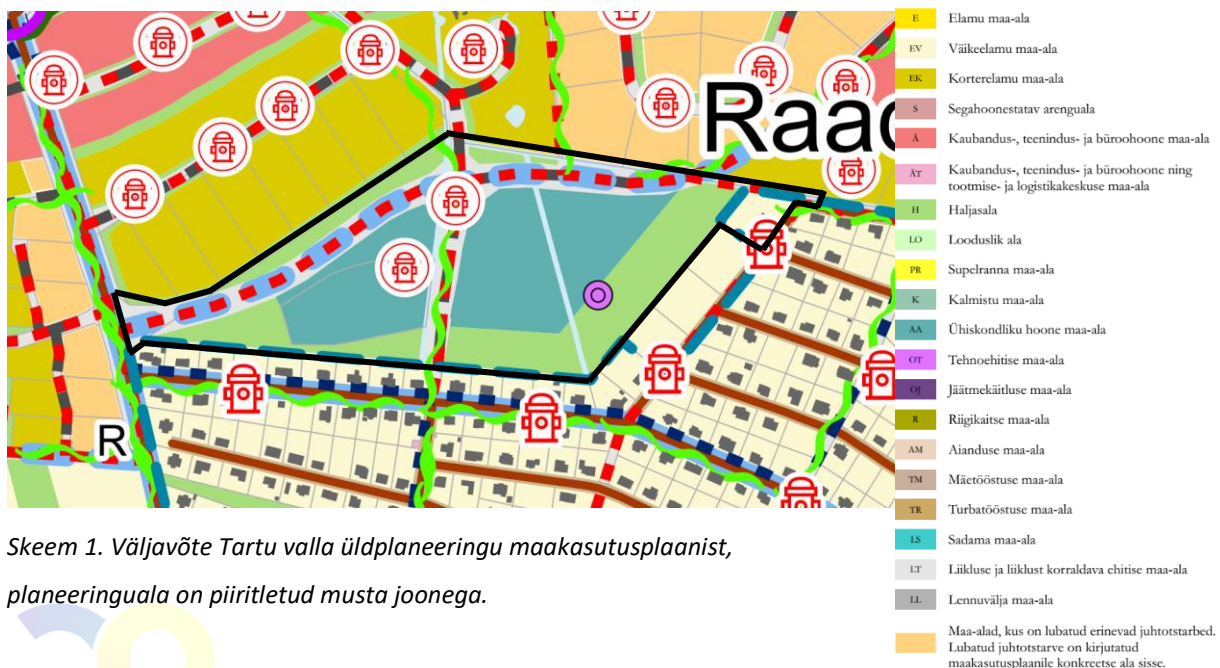 Raad
R
Skeem 1. Väljavõte Tartu valla üldplaneeringu maakasutusplaanist,
planeeringuala on piiritletud musta joonega.
E Elamu maa-ala
EV Väikeelamu maa-ala
EK Korterelamu maa-ala
S Segahoonestatav arenguala
Ä Kaubandus-, teenindus- ja büroohoone maa-ala
ÄT Kaubandus-, teenindus- ja büroohoone ning
tootmise- ja logistikakeskuse maa-ala
H Haljasala
LO Looduslik ala
PR Supelranna maa-ala
K Kalmistu maa-ala
AA Ühiskondliku hoone maa-ala
OT Tehnoehitise maa-ala
OJ Jäätmekäitluse maa-ala
R Riigikaitse maa-ala
AM Aianduse maa-ala
TM Mäetööstuse maa-ala
TR Turbatööstuse maa-ala
LS Sadama maa-ala
LT Liikluse ja liiklust korraldava ehitise maa-ala
LL Lennuvälja maa-ala
Maa-alad, kus on lubatud erinevad juhtotstarbed.
Lubatud juhtotstarve on kirjutatud
maakasutusplaanile konkreetse ala sisse.